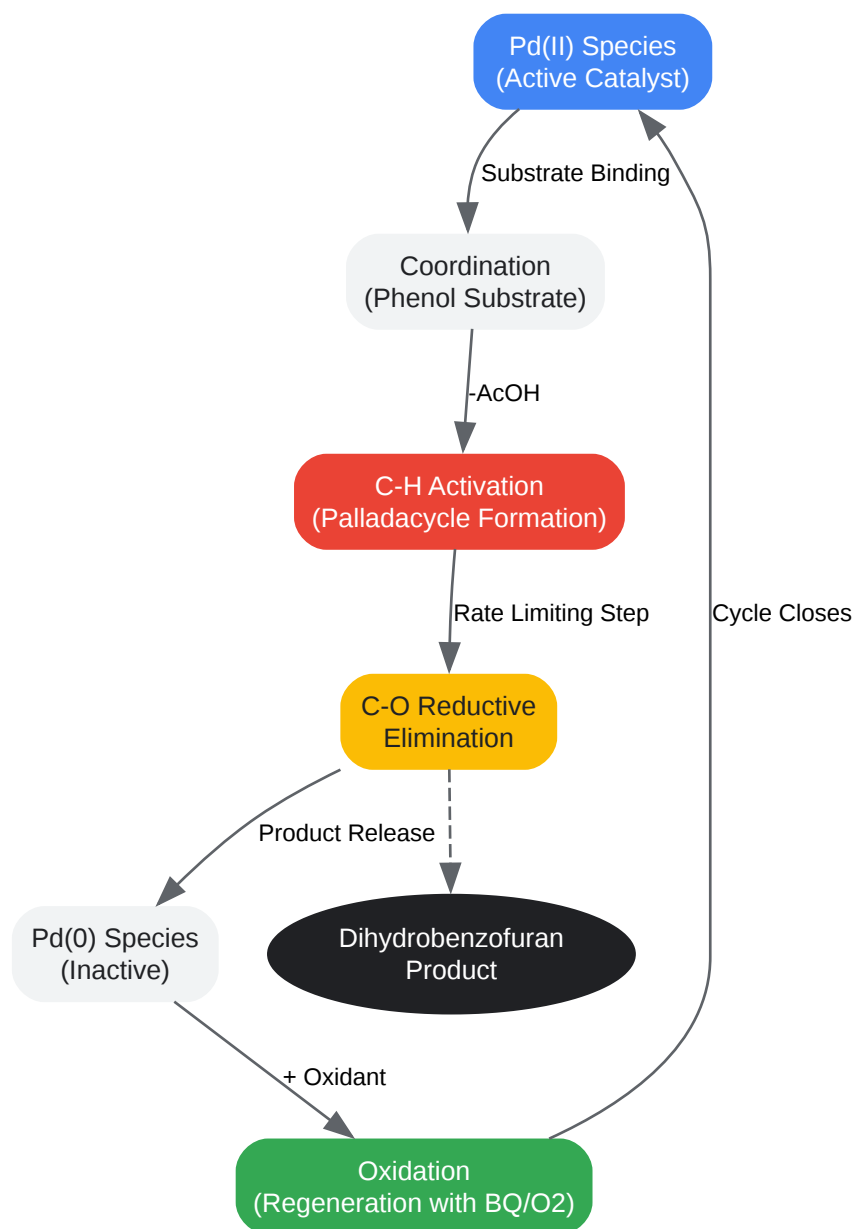 Pd(II) Species
(Active Catalyst)
Substrate Binding
Coordination
(Phenol Substrate)
-AcOH
C-H Activation
(Palladacycle Formation)
Rate Limiting Step
Cycle Closes
C-O Reductive
Elimination
Product Release
Pd(0) Species
(Inactive)
Dihydrobenzofuran
Product
+ Oxidant
Oxidation
(Regeneration with BQ/O2)